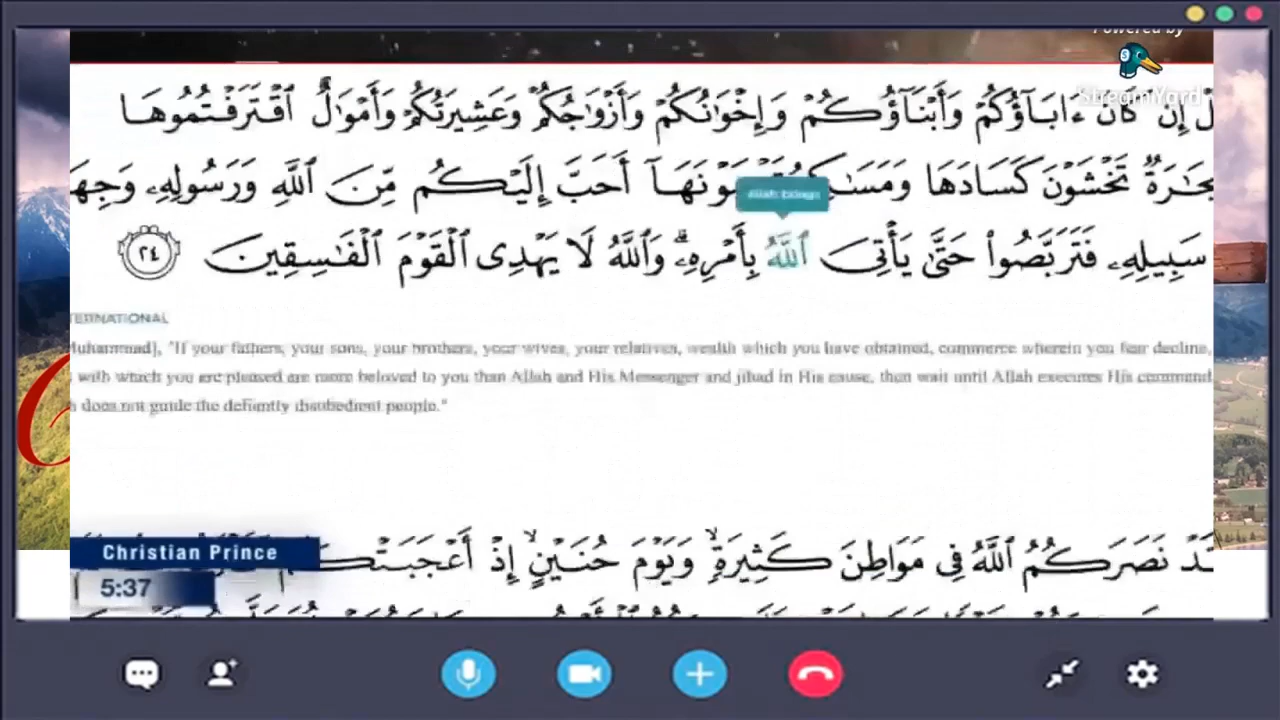 Powered by
StreamYard
إِن كَانَ ءَابَآؤُكُمْ وَأَبْنَآؤُكُمْ وَإِخْوَٰنُكُمْ وَأَزْوَٰجُكُمْ وَعَشِيرَتُكُمْ وَأَمْوَٰلٌ ٱقْتَرَفْتُمُوهَا
تَخْشَوْنَ كَسَادَهَا أَحَبَّ إِلَيْكُم مِّنَ ٱللَّهِ وَرَسُولِهِۦ
سَبِيلِهِۦ فَتَرَبَّصُوا۟ حَتَّىٰ يَأْتِىَ ٱللَّهُ بِأَمْرِهِۦ ۗ وَٱللَّهُ لَا يَهْدِى ٱلْقَوْمَ ٱلْفَـٰسِقِينَ ٢٤
TERNATIONAL
Muhammad], "If your fathers, your sons, your brothers, your wives, your relatives, wealth which you have obtained, commerce wherein you fear decline,
with which you are pleased are more beloved to you than Allah and His Messenger and jihad in His cause, then wait until Allah executes His command
does not guide the defiantly disobedient people."
نَصَرَكُمُ ٱللَّهُ فِى مَوَاطِنَ كَثِيرَةٍ ۙ وَيَوْمَ حُنَيْنٍ ۙ إِذْ
Christian Prince
5:37